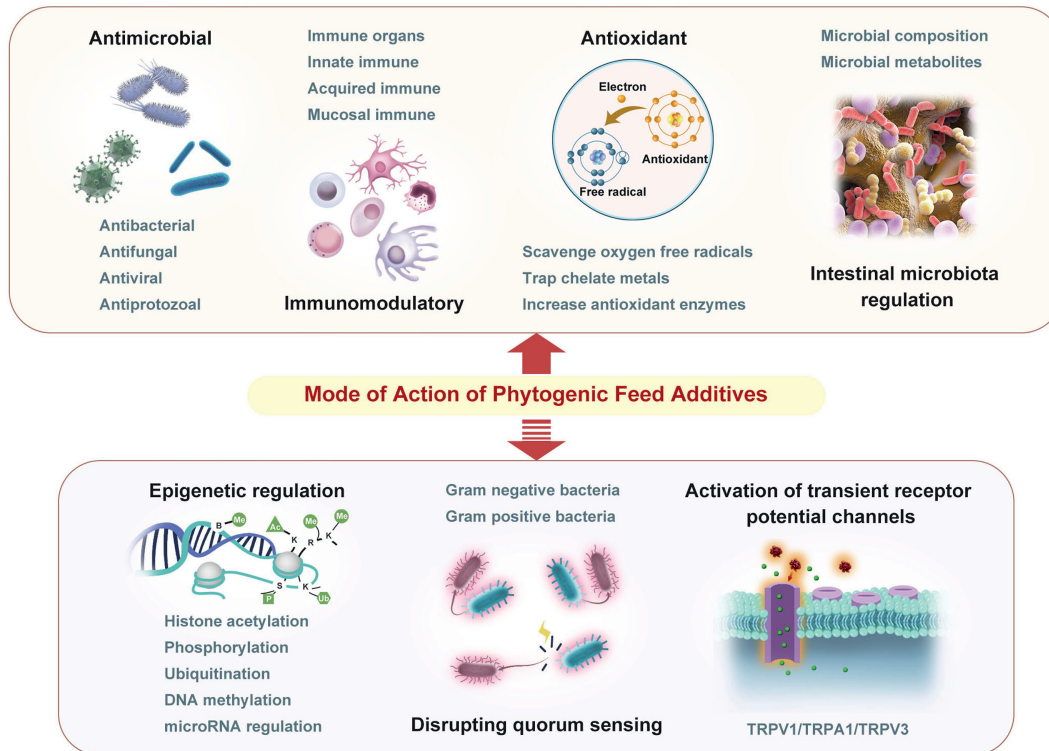 Antimicrobial
Antibacterial
Antifungal
Antiviral
Antiprotozoal
Immune organs
Innate immune
Acquired immune
Mucosal immune
Immunomodulatory
Antioxidant
Electron
Antioxidant
Free radical
Scavenge oxygen free radicals
Trap chelate metals
Increase antioxidant enzymes
Microbial composition
Microbial metabolites
Intestinal microbiota
regulation
Mode of Action of Phytogenic Feed Additives
Epigenetic regulation
B
Me
Ac
K
Me
R
K
Me
S
K
P
Ub
Histone acetylation
Phosphorylation
Ubiquitination
DNA methylation
microRNA regulation
Gram negative bacteria
Gram positive bacteria
Disrupting quorum sensing
Activation of transient receptor
potential channels
TRPV1/TRPA1/TRPV3